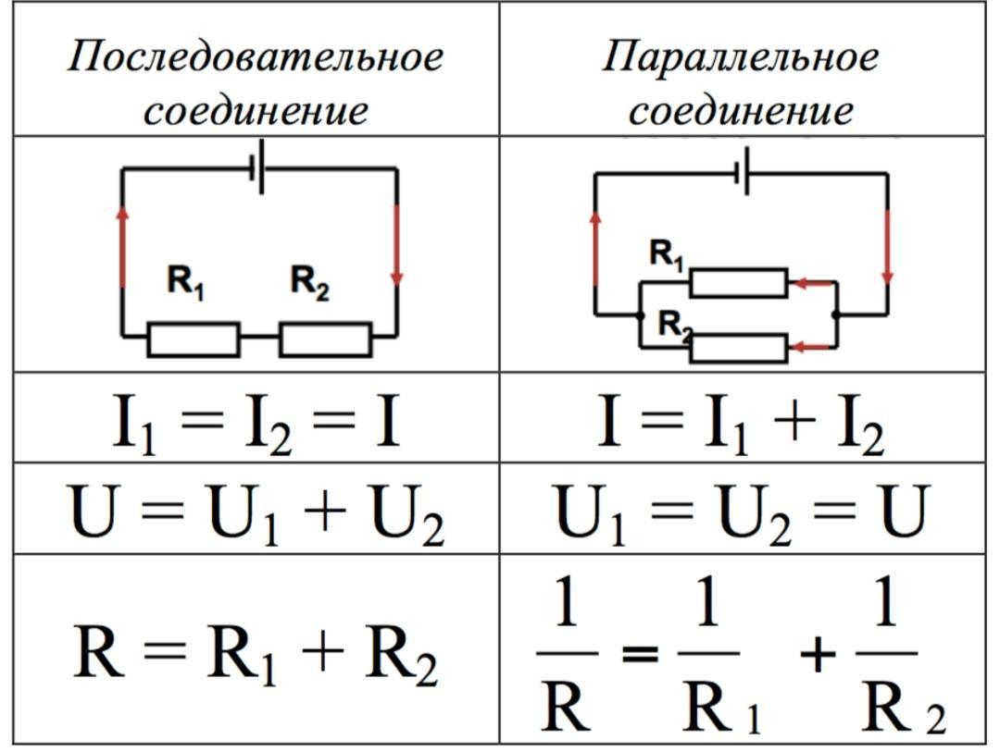 Последовательное
соединение
Параллельное
соединение
R₁ R₂
R₁
R₂
I₁ = I₂ = I
I = I₁ + I₂
U = U₁ + U₂
U₁ = U₂ = U
R = R₁ + R₂
1/R = 1/R₁ + 1/R₂